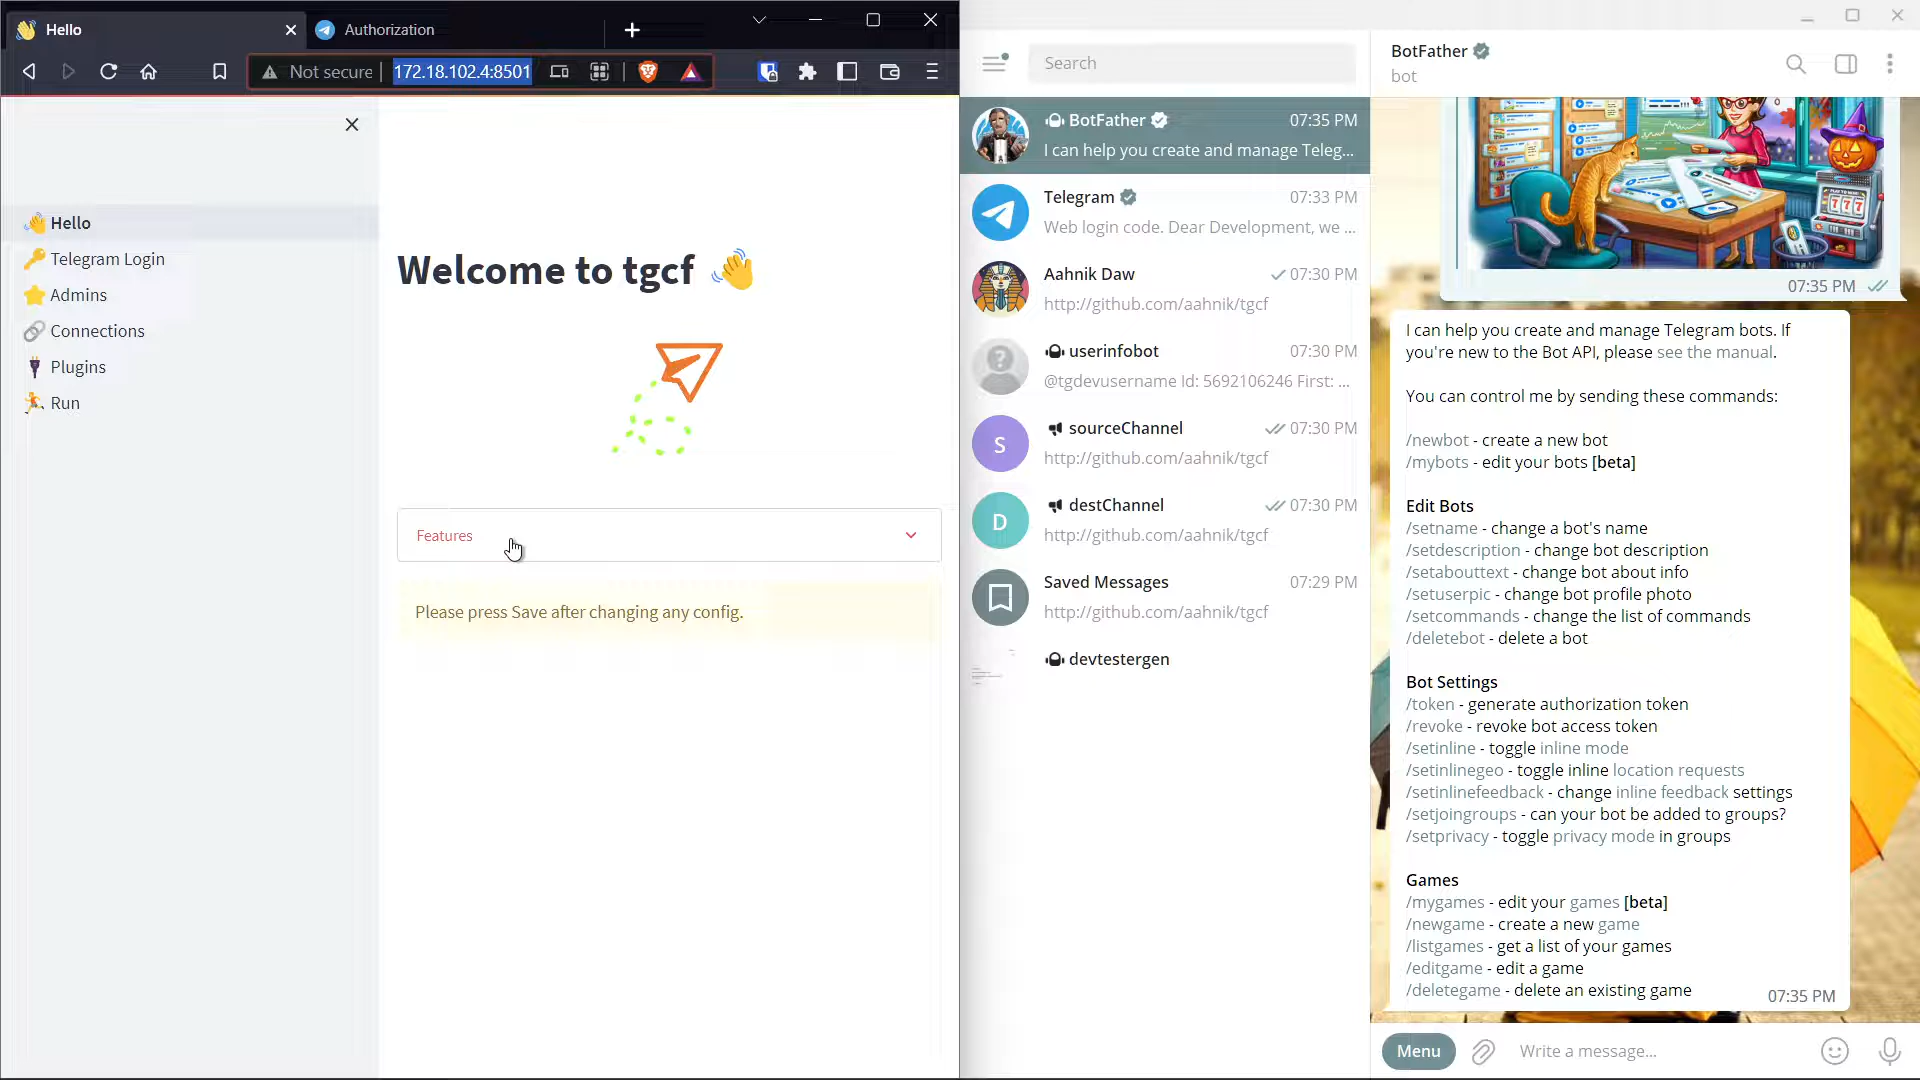 Hello
Authorization
Not secure
172.18.102.4:8501
Hello
Telegram Login
Admins
Connections
Plugins
Run
Welcome to tgcf
Features
Please press Save after changing any config.
Search
BotFather
07:35 PM
I can help you create and manage Teleg...
Telegram
07:33 PM
Web login code. Dear Development, we ...
Aahnik Daw
07:30 PM
http://github.com/aahnik/tgcf
userinfobot
07:30 PM
@tgdevusername Id: 5692106246 First: ...
S
sourceChannel
07:30 PM
http://github.com/aahnik/tgcf
D
destChannel
07:30 PM
http://github.com/aahnik/tgcf
Saved Messages
07:29 PM
http://github.com/aahnik/tgcf
devtestergen
BotFather
bot
777
07:35 PM
I can help you create and manage Telegram bots. If
you're new to the Bot API, please see the manual.
You can control me by sending these commands:
/newbot - create a new bot
/mybots - edit your bots [beta]
Edit Bots
/setname - change a bot's name
/setdescription - change bot description
/setabouttext - change bot about info
/setuserpic - change bot profile photo
/setcommands - change the list of commands
/deletebot - delete a bot
Bot Settings
/token - generate authorization token
/revoke - revoke bot access token
/setinline - toggle inline mode
/setinlinegeo - toggle inline location requests
/setinlinefeedback - change inline feedback settings
/setjoingroups - can your bot be added to groups?
/setprivacy - toggle privacy mode in groups
Games
/mygames - edit your games [beta]
/newgame - create a new game
/listgames - get a list of your games
/editgame - edit a game
/deletegame - delete an existing game
07:35 PM
Menu
Write a message...